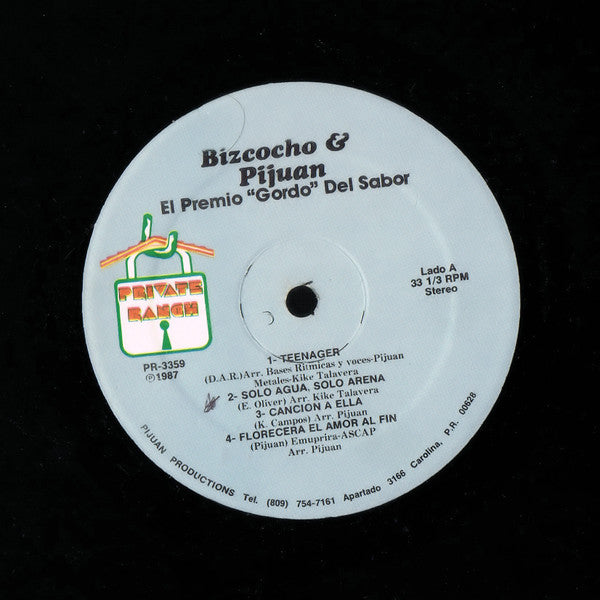 Bizcocho &
Pijuan
El Premio "Gordo" Del Sabor
PRIVATE
RANCH
PR-3359
℗1987
Lado A
33 1/3 RPM
Stereo
1- TEENAGER
(D.A.R.)Arr. Bases Ritmicas y voces-Pijuan
Metales-Kike Talavera
2- SOLO AGUA, SOLO ARENA
(E. Oliver) Arr. Kike Talavera
3- CANCION A ELLA
(K. Campos) Arr. Pijuan
4- FLORECERA EL AMOR AL FIN
(Pijuan) Emuprira-ASCAP
Arr. Pijuan
PIJUAN PRODUCTIONS Tel. (809) 754-7161 Apartado 3166 Carolina, P.R. 00628